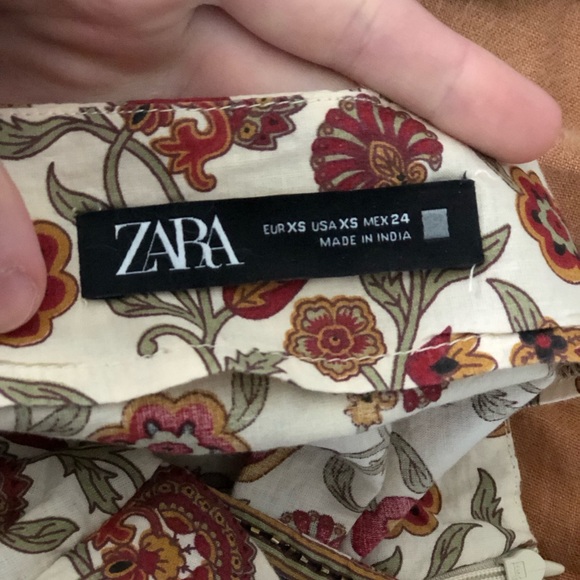 ZARA
EUR XS USA XS MEX 24
MADE IN INDIA